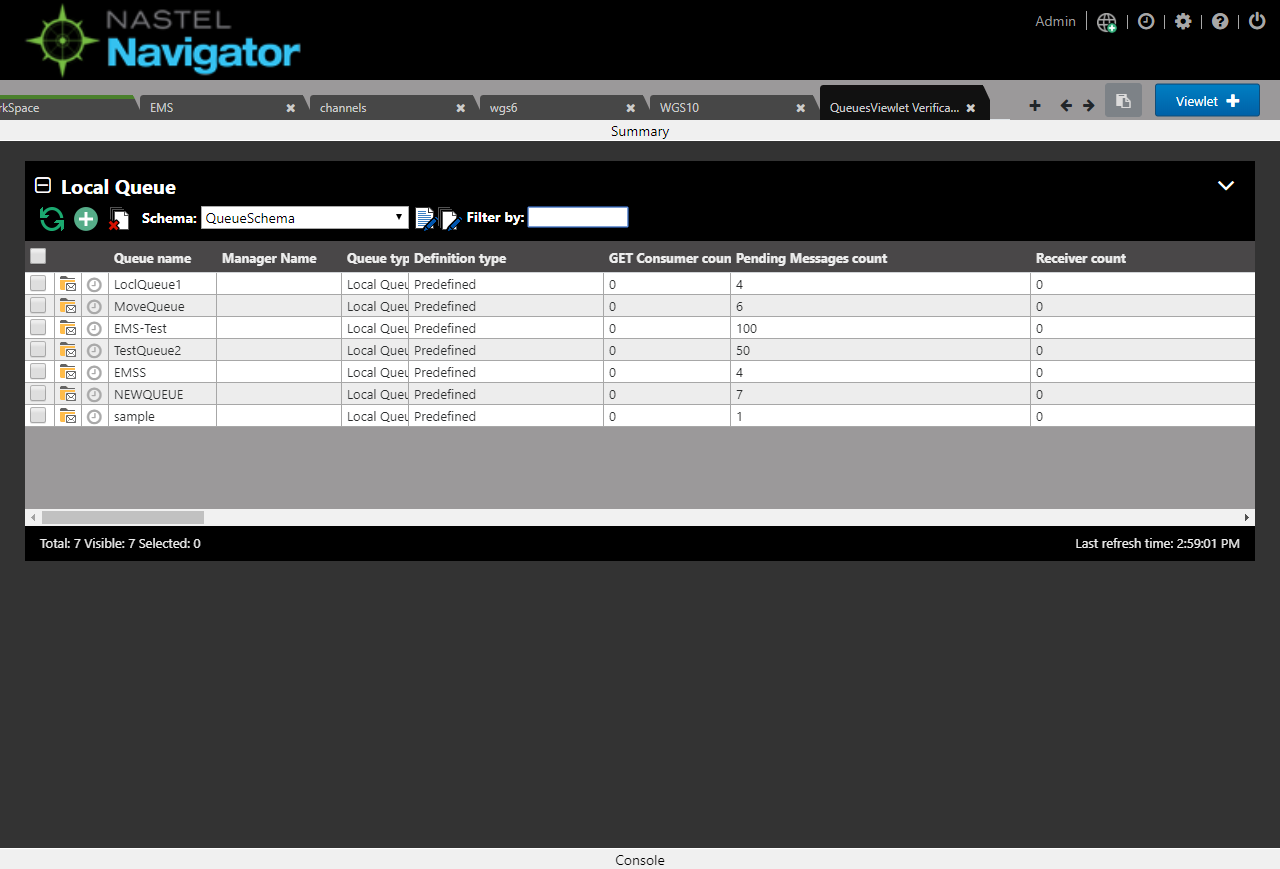 NASTEL
Navigator
Admin
rkSpace EMS channels wgs6 WGS10 QueuesViewlet Verifica... Viewlet
Summary
Local Queue
Schema: QueueSchema Filter by:
Queue name Manager Name Queue typ Definition type GET Consumer coun Pending Messages count Receiver count
LoclQueue1 Local Queu Predefined 0 4 0
MoveQueue Local Queu Predefined 0 6 0
EMS-Test Local Queu Predefined 0 100 0
TestQueue2 Local Queu Predefined 0 50 0
EMSS Local Queu Predefined 0 4 0
NEWQUEUE Local Queu Predefined 0 7 0
sample Local Queu Predefined 0 1 0
Total: 7 Visible: 7 Selected: 0 Last refresh time: 2:59:01 PM
Console